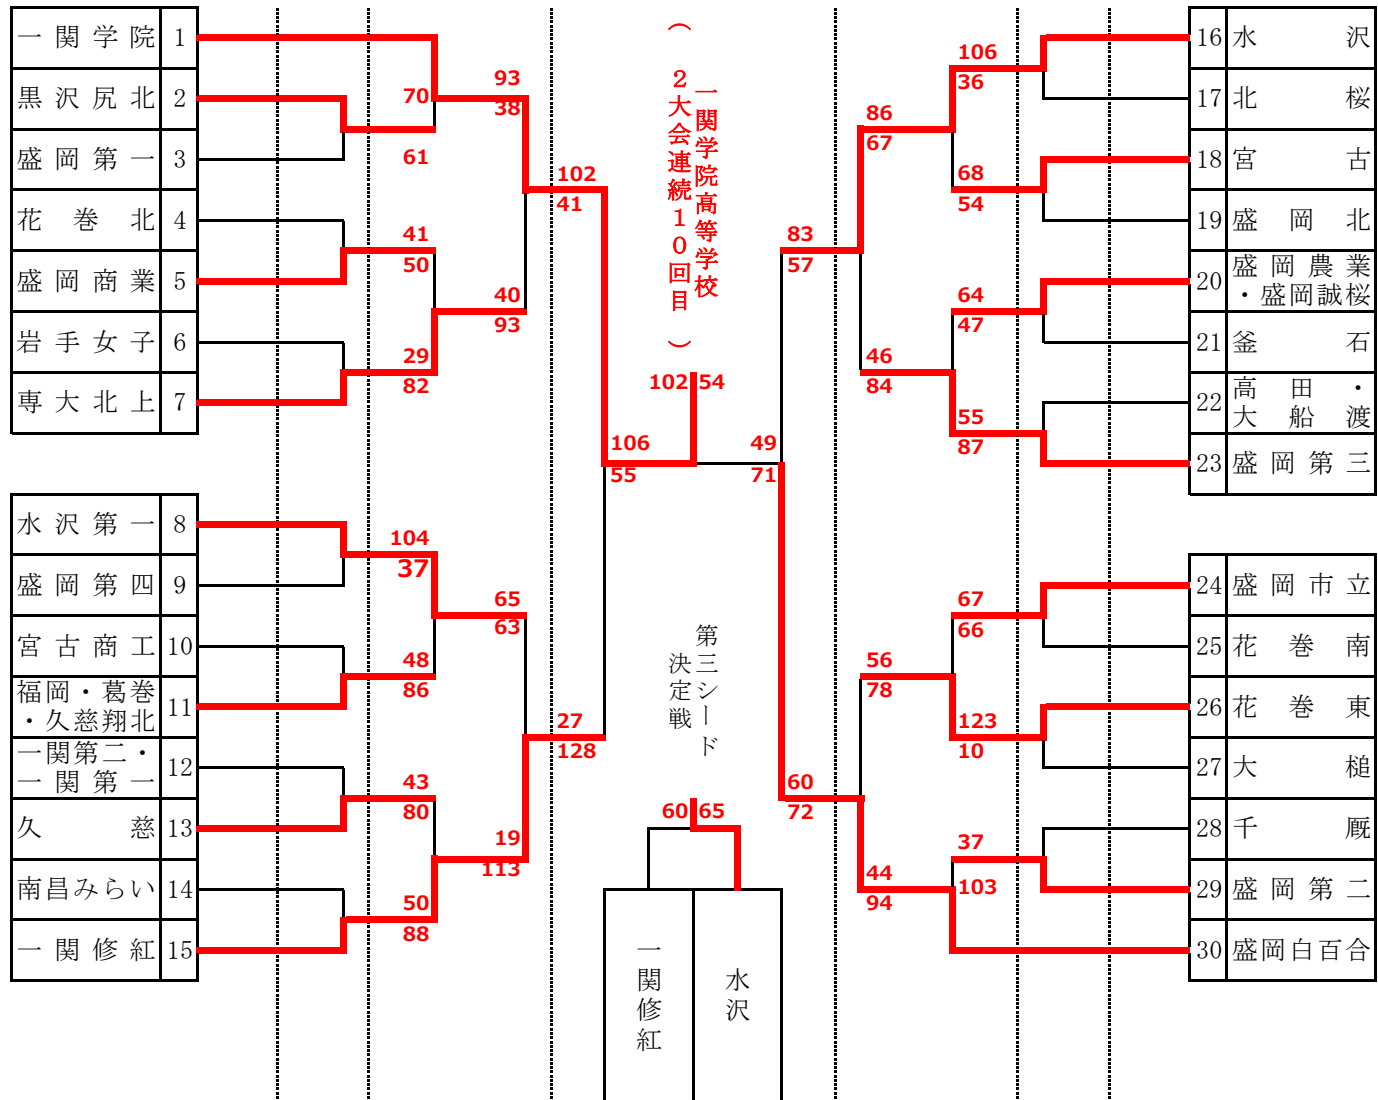 一関学院 1
黒沢尻北 2
盛岡第一 3
花巻北 4
盛岡商業 5
岩手女子 6
専大北上 7
水沢第一 8
盛岡第四 9
宮古商工 10
福岡・葛巻
・久慈翔北 11
一関第二・
一関第一 12
久慈 13
南昌みらい 14
一関修紅 15
70
61
41
50
29
82
104
37
48
86
43
80
50
88
93
38
40
93
65
63
19
113
102
41
27
128
106
55
一関学院高等学校
（２大会連続１０回目）
102 54
第三シード
決定戦
60 65
一関修紅
水沢
49
71
83
57
60
72
86
67
46
84
56
78
44
94
106
36
68
54
64
47
55
87
67
66
123
10
37
103
16 水沢
17 北桜
18 宮古
19 盛岡北
20 盛岡農業
・盛岡誠桜
21 釜石
22 高田・
大船渡
23 盛岡第三
24 盛岡市立
25 花巻南
26 花巻東
27 大槌
28 千厩
29 盛岡第二
30 盛岡白百合